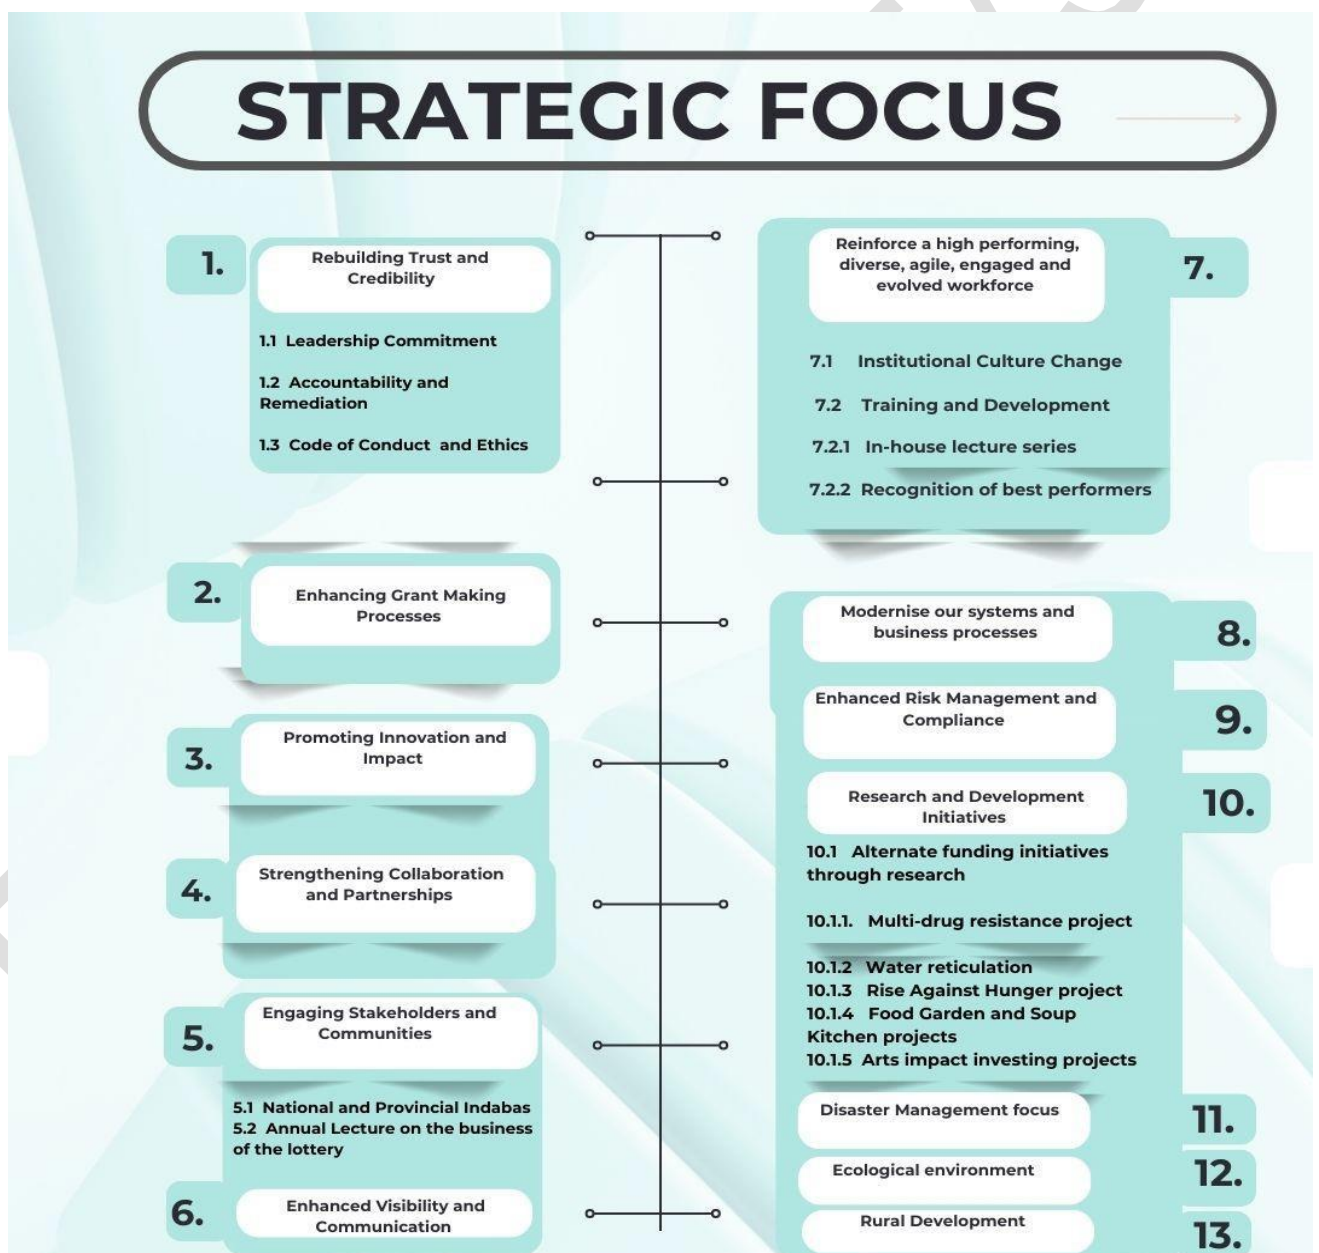 STRATEGIC FOCUS
1.
Rebuilding Trust and
Credibility
1.1 Leadership Commitment
1.2 Accountability and
Remediation
1.3 Code of Conduct and Ethics
2.
Enhancing Grant Making
Processes
3.
Promoting Innovation and
Impact
4.
Strengthening Collaboration
and Partnerships
5.
Engaging Stakeholders and
Communities
5.1 National and Provincial Indabas
5.2 Annual Lecture on the business
of the lottery
6.
Enhanced Visibility and
Communication
7.
Reinforce a high performing,
diverse, agile, engaged and
evolved workforce
7.1 Institutional Culture Change
7.2 Training and Development
7.2.1 In-house lecture series
7.2.2 Recognition of best performers
8.
Modernise our systems and
business processes
9.
Enhanced Risk Management and
Compliance
10.
Research and Development
Initiatives
10.1 Alternate funding initiatives
through research
10.1.1. Multi-drug resistance project
10.1.2 Water reticulation
10.1.3 Rise Against Hunger project
10.1.4 Food Garden and Soup
Kitchen projects
10.1.5 Arts impact investing projects
11.
Disaster Management focus
12.
Ecological environment
13.
Rural Development